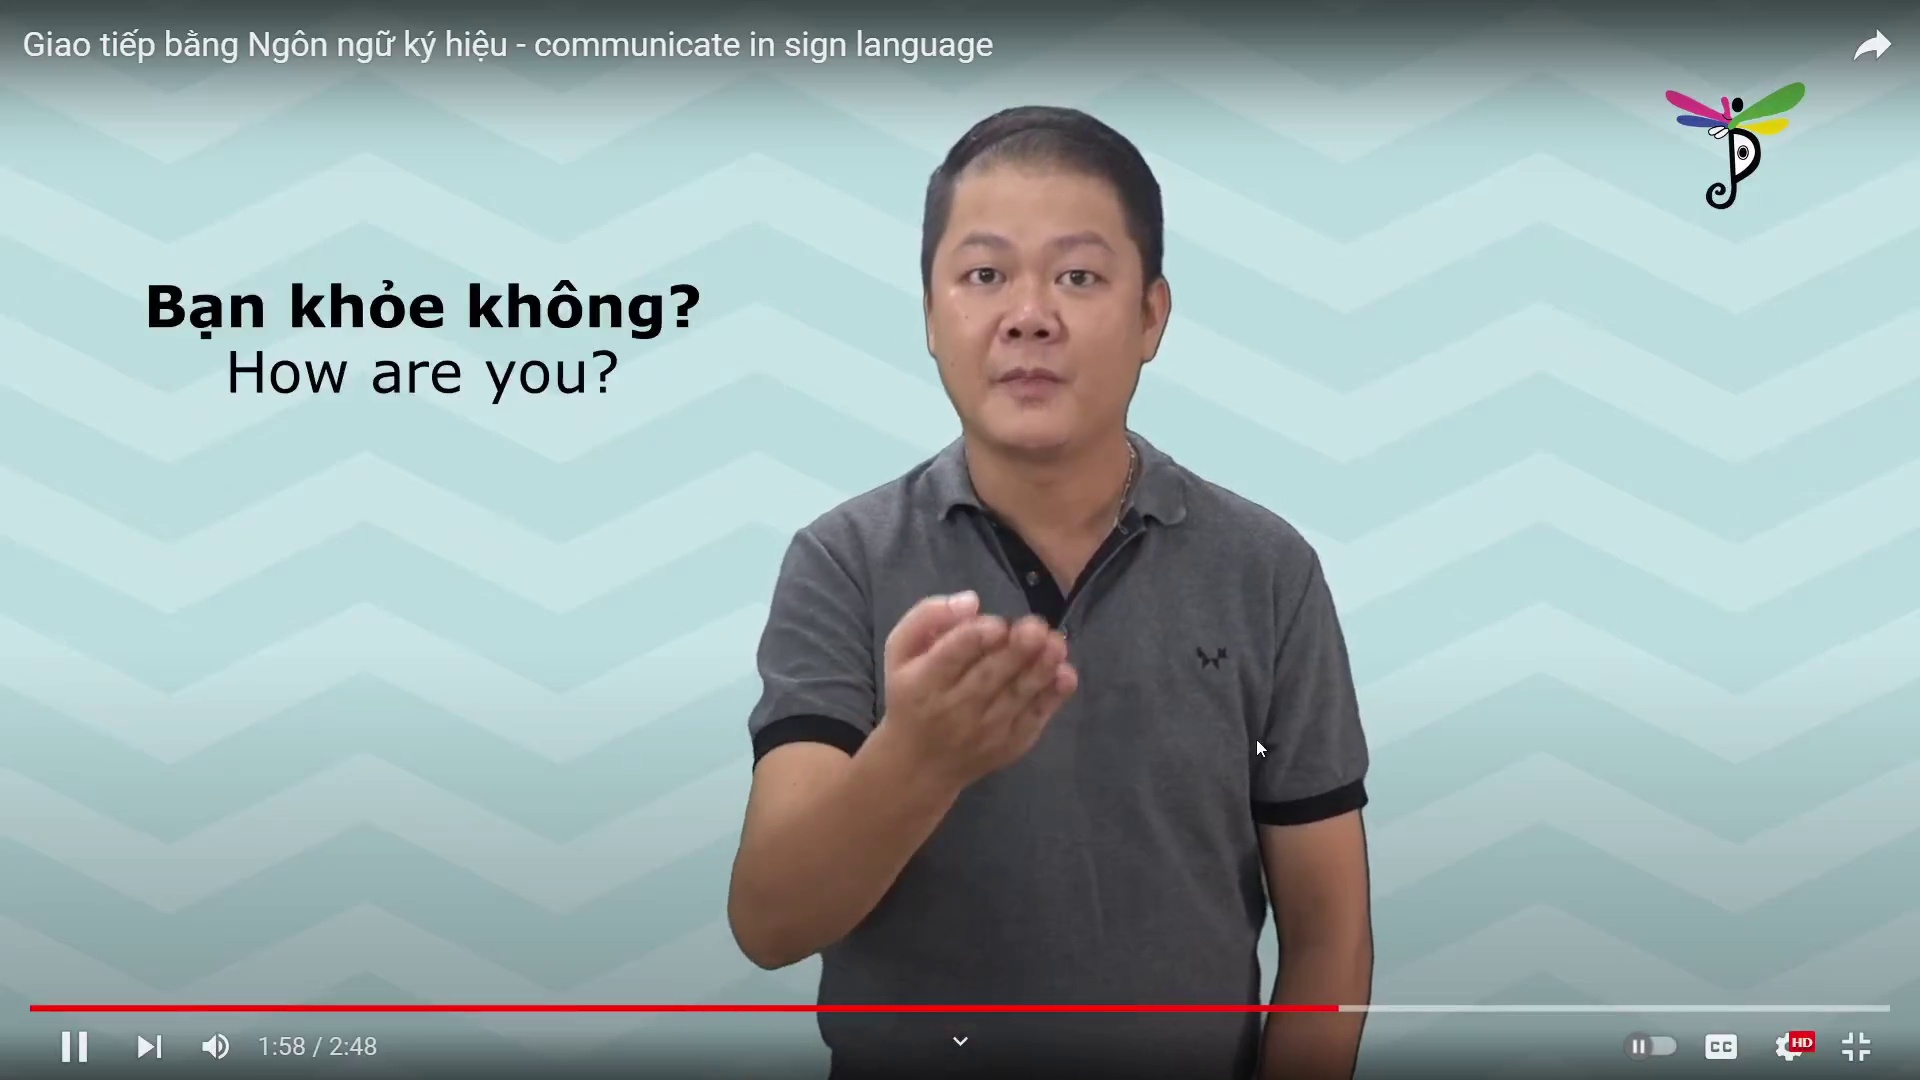 Giao tiếp bằng Ngôn ngữ ký hiệu - communicate in sign language
Bạn khỏe không?
How are you?
1:58 / 2:48
CC
HD